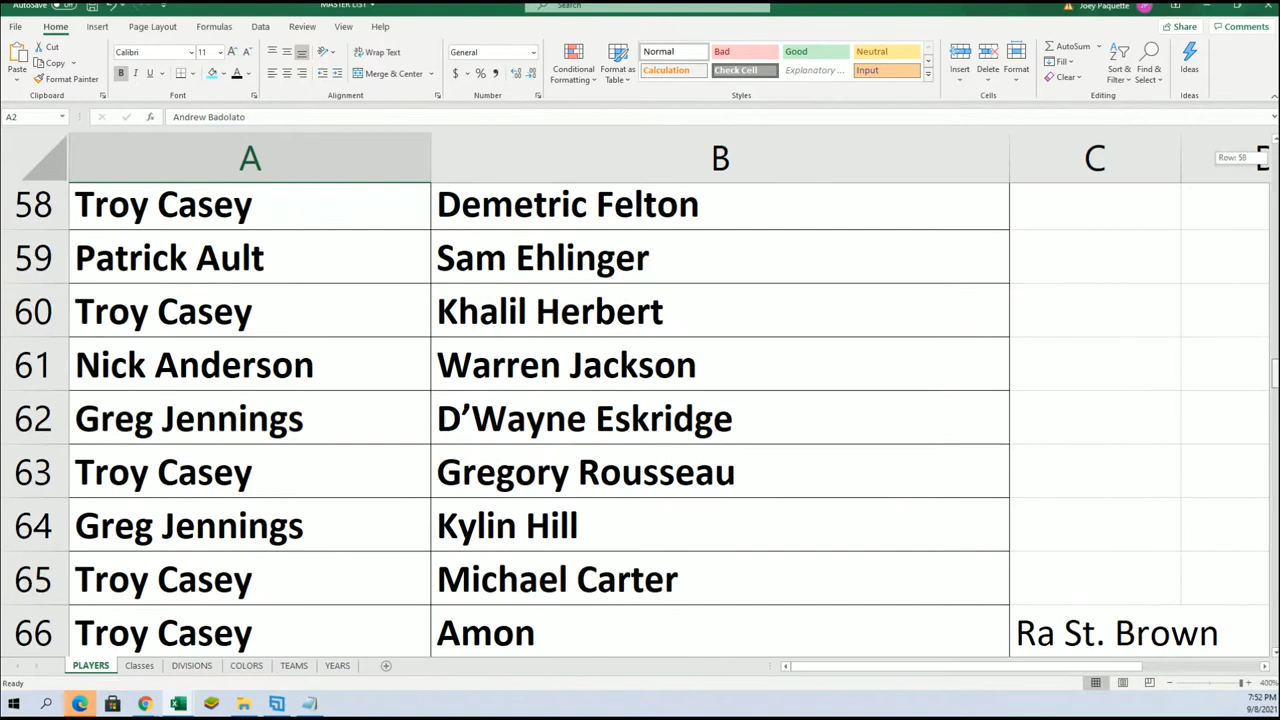 AutoSave Off MASTER LIST Search Joey Paquette JP
File Home Insert Page Layout Formulas Data Review View Help Share Comments
Paste Cut Copy Format Painter Clipboard
Calibri 11 B I U Font
Wrap Text Merge & Center Alignment
General $ % Number
Conditional Formatting Format as Table
Normal Bad Good Neutral
Calculation Check Cell Explanatory ... Input
Styles
Insert Delete Format Cells
AutoSum Fill Clear Sort & Filter Find & Select Editing
Ideas Ideas
A2 fx Andrew Badolato
A B C D
Row: 58
58 Troy Casey Demetric Felton
59 Patrick Ault Sam Ehlinger
60 Troy Casey Khalil Herbert
61 Nick Anderson Warren Jackson
62 Greg Jennings D’Wayne Eskridge
63 Troy Casey Gregory Rousseau
64 Greg Jennings Kylin Hill
65 Troy Casey Michael Carter
66 Troy Casey Amon Ra St. Brown
PLAYERS Classes DIVISIONS COLORS TEAMS YEARS
Ready 400%
7:52 PM
9/8/2021